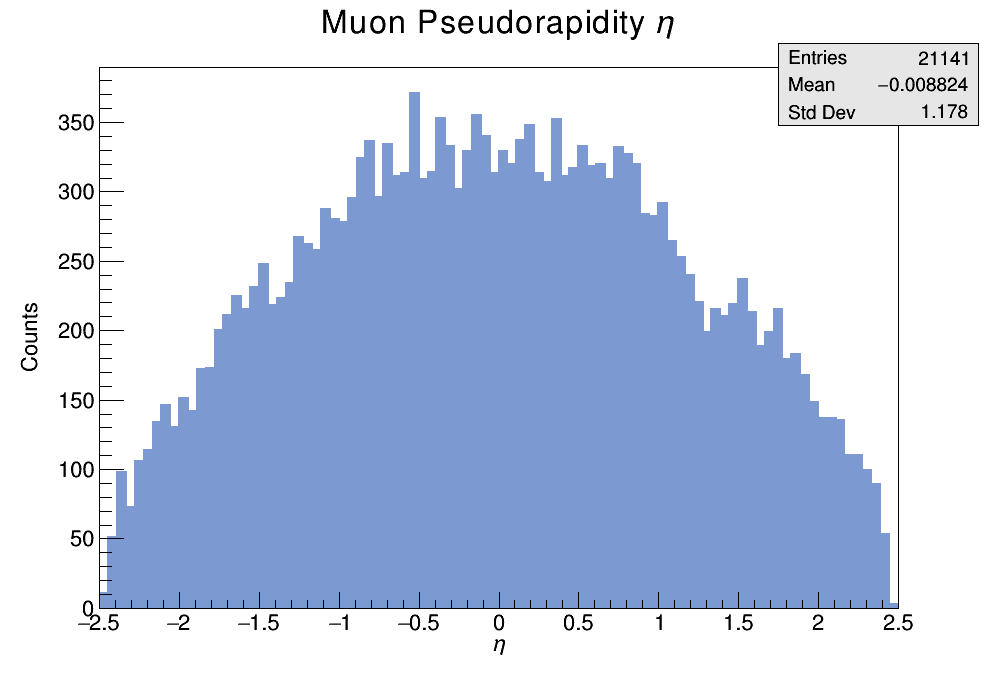 Muon Pseudorapidity η
Entries 21141
Mean −0.008824
Std Dev 1.178
Counts
350
300
250
200
150
100
50
0
−2.5 −2 −1.5 −1 −0.5 0 0.5 1 1.5 2 2.5
η